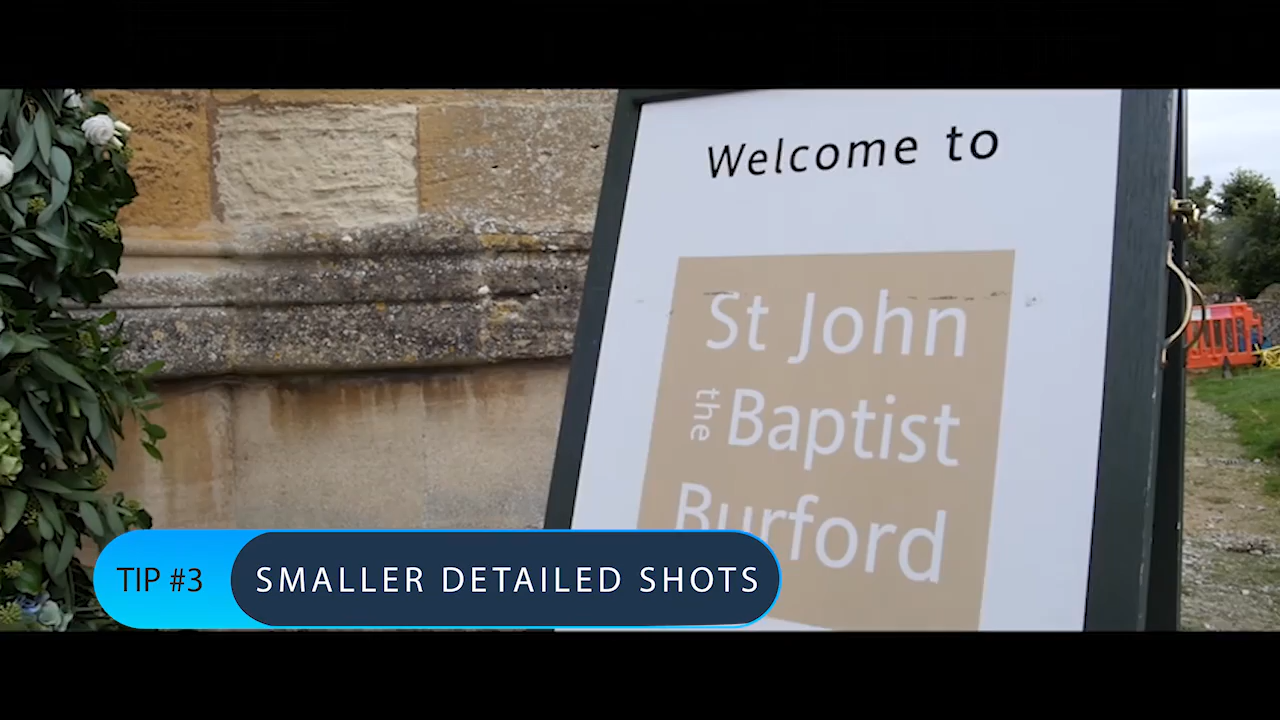 Welcome to
St John
the Baptist
Burford
TIP #3 SMALLER DETAILED SHOTS